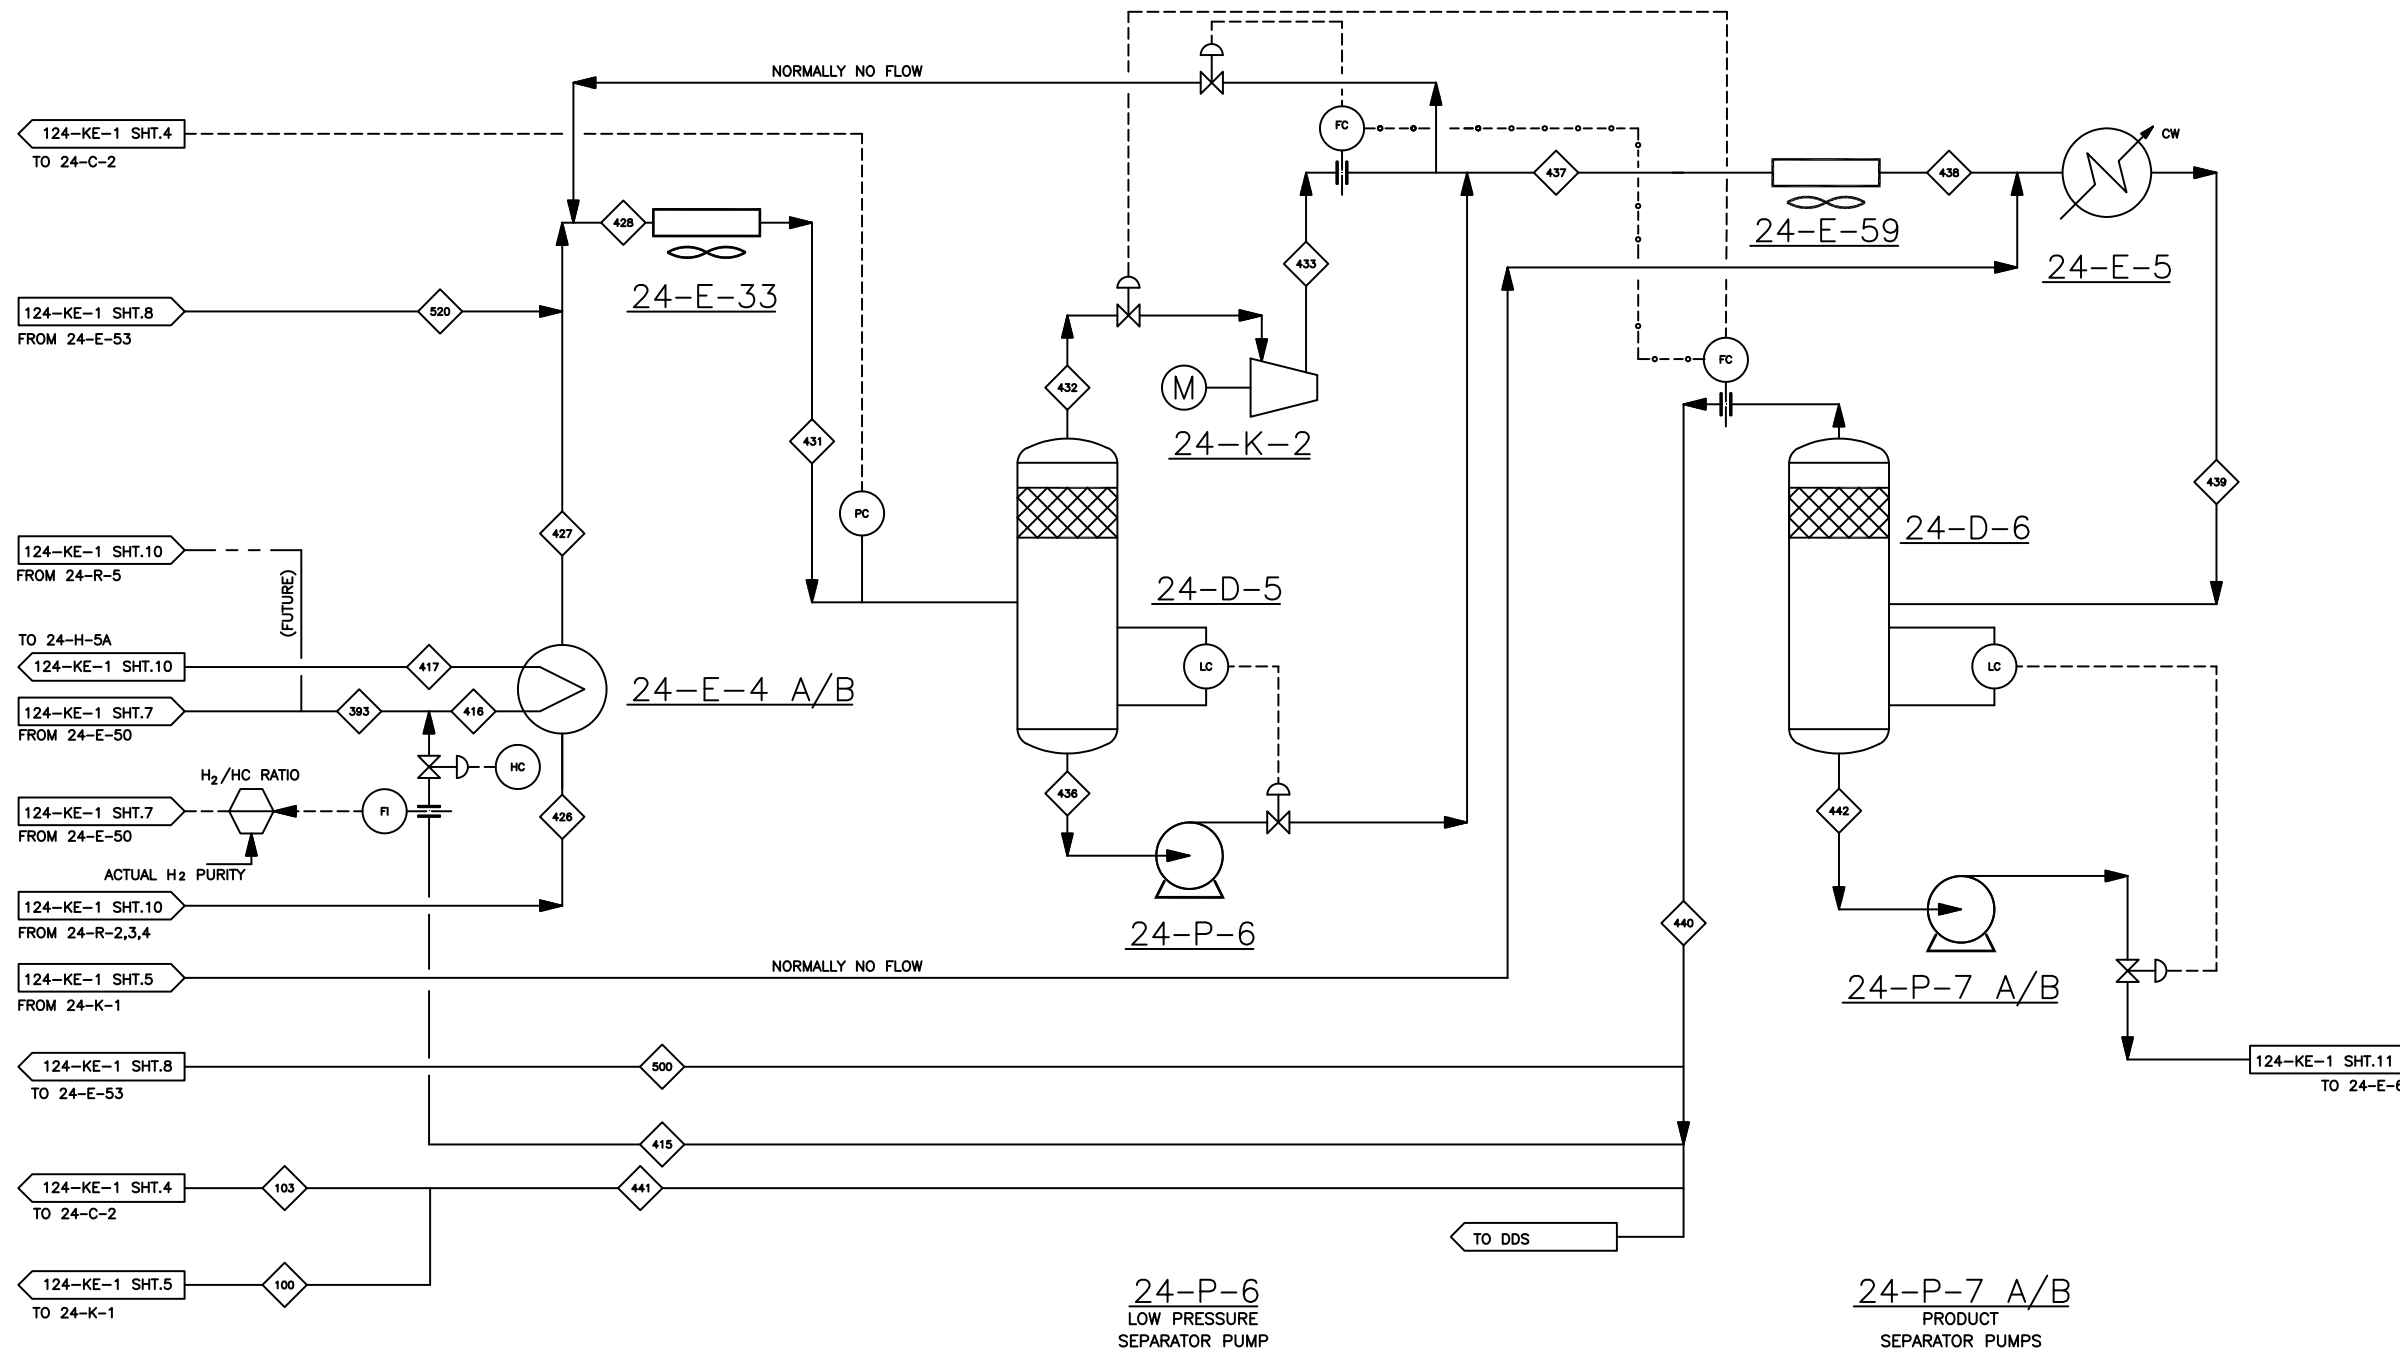 NORMALLY NO FLOW
124-KE-1 SHT.4
TO 24-C-2
FC
CW
437
438
428
24-E-59
24-E-5
433
24-E-33
124-KE-1 SHT.8
520
FROM 24-E-53
FC
432
M
431
24-K-2
439
PC
427
24-D-6
124-KE-1 SHT.10
FROM 24-R-5
(FUTURE)
24-D-5
TO 24-H-5A
124-KE-1 SHT.10
417
LC
LC
24-E-4 A/B
124-KE-1 SHT.7
393
416
FROM 24-E-50
HC
H2/HC RATIO
436
124-KE-1 SHT.7
FI
426
442
FROM 24-E-50
ACTUAL H2 PURITY
124-KE-1 SHT.10
FROM 24-R-2,3,4
24-P-6
440
NORMALLY NO FLOW
124-KE-1 SHT.5
FROM 24-K-1
24-P-7 A/B
124-KE-1 SHT.8
500
124-KE-1 SHT.11
TO 24-E-53
TO 24-E-6
415
124-KE-1 SHT.4
103
441
TO 24-C-2
TO DDS
124-KE-1 SHT.5
100
TO 24-K-1
24-P-6
LOW PRESSURE
SEPARATOR PUMP
24-P-7 A/B
PRODUCT
SEPARATOR PUMPS